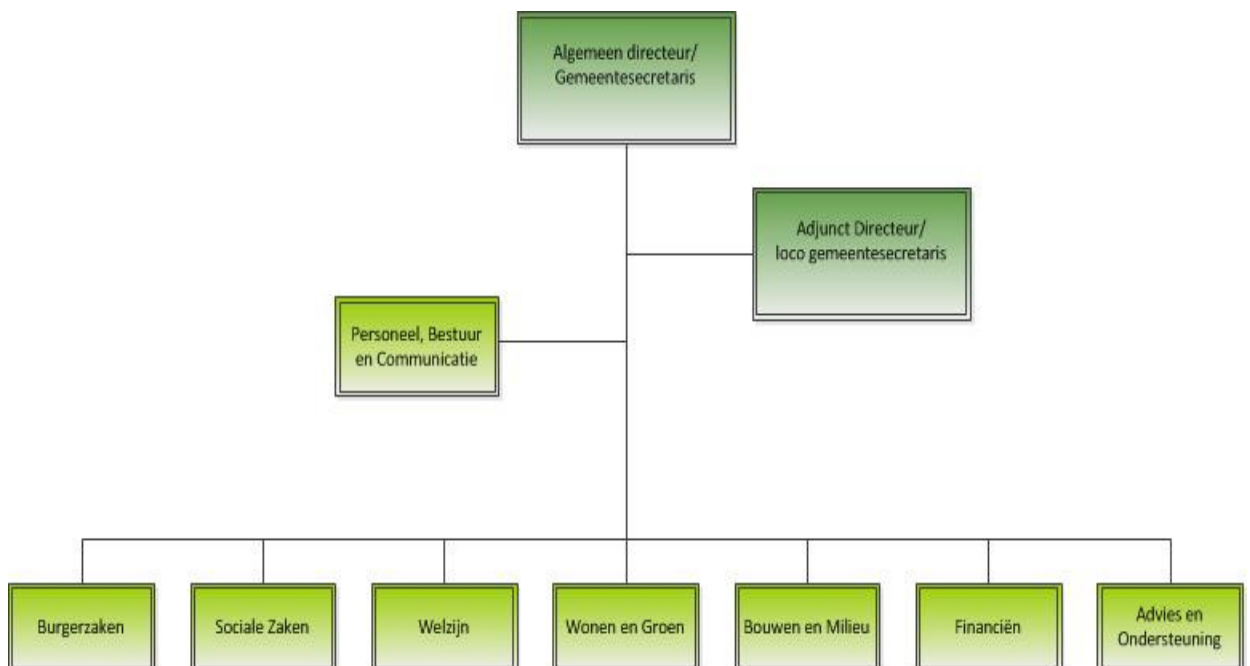 Algemeen directeur/
Gemeentesecretaris
Adjunct Directeur/
loco gemeentesecretaris
Personeel, Bestuur
en Communicatie
Burgerzaken
Sociale Zaken
Welzijn
Wonen en Groen
Bouwen en Milieu
Financiën
Advies en
Ondersteuning